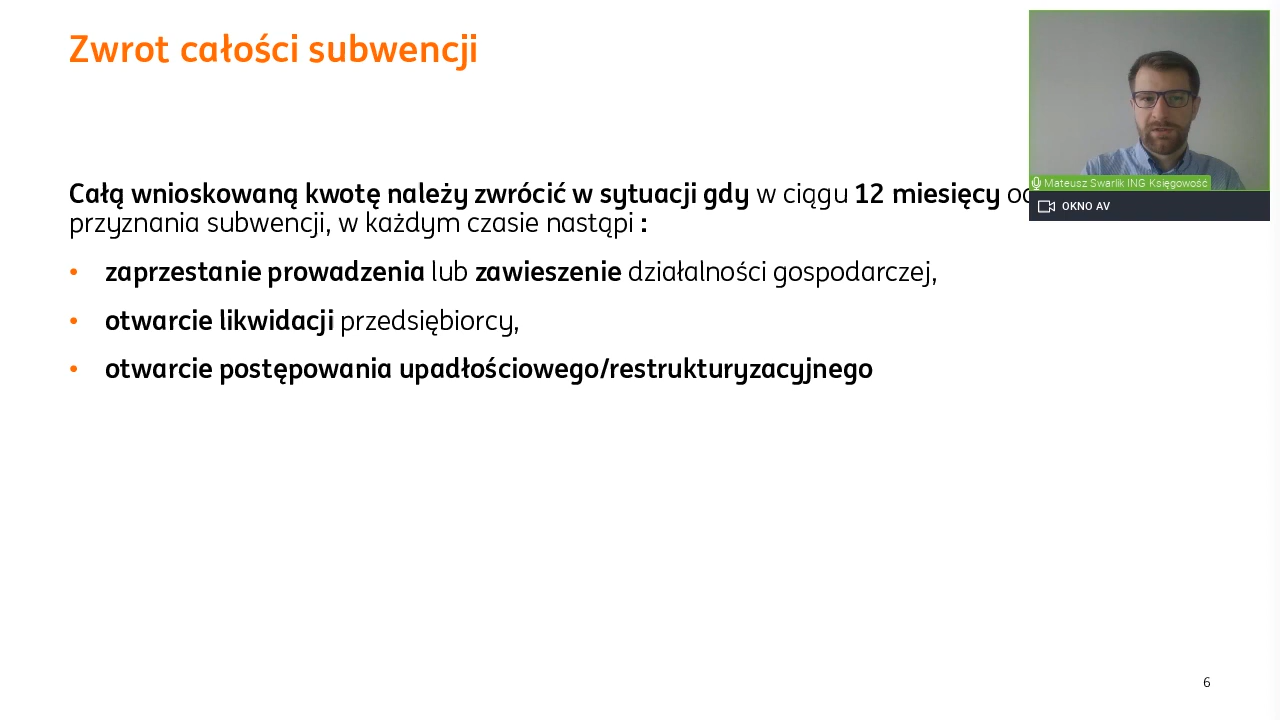 Zwrot całości subwencji
Całą wnioskowaną kwotę należy zwrócić w sytuacji gdy w ciągu 12 miesięcy
przyznania subwencji, w każdym czasie nastąpi :
• zaprzestanie prowadzenia lub zawieszenie działalności gospodarczej,
• otwarcie likwidacji przedsiębiorcy,
• otwarcie postępowania upadłościowego/restrukturyzacyjnego
Mateusz Swarlik ING Księgowość
OKNO AV
6